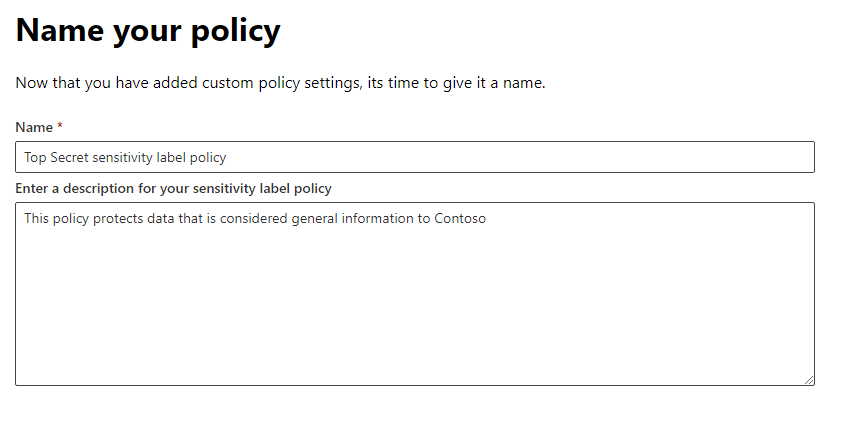 Name your policy
Now that you have added custom policy settings, its time to give it a name.
Name *
Top Secret sensitivity label policy
Enter a description for your sensitivity label policy
This policy protects data that is considered general information to Contoso